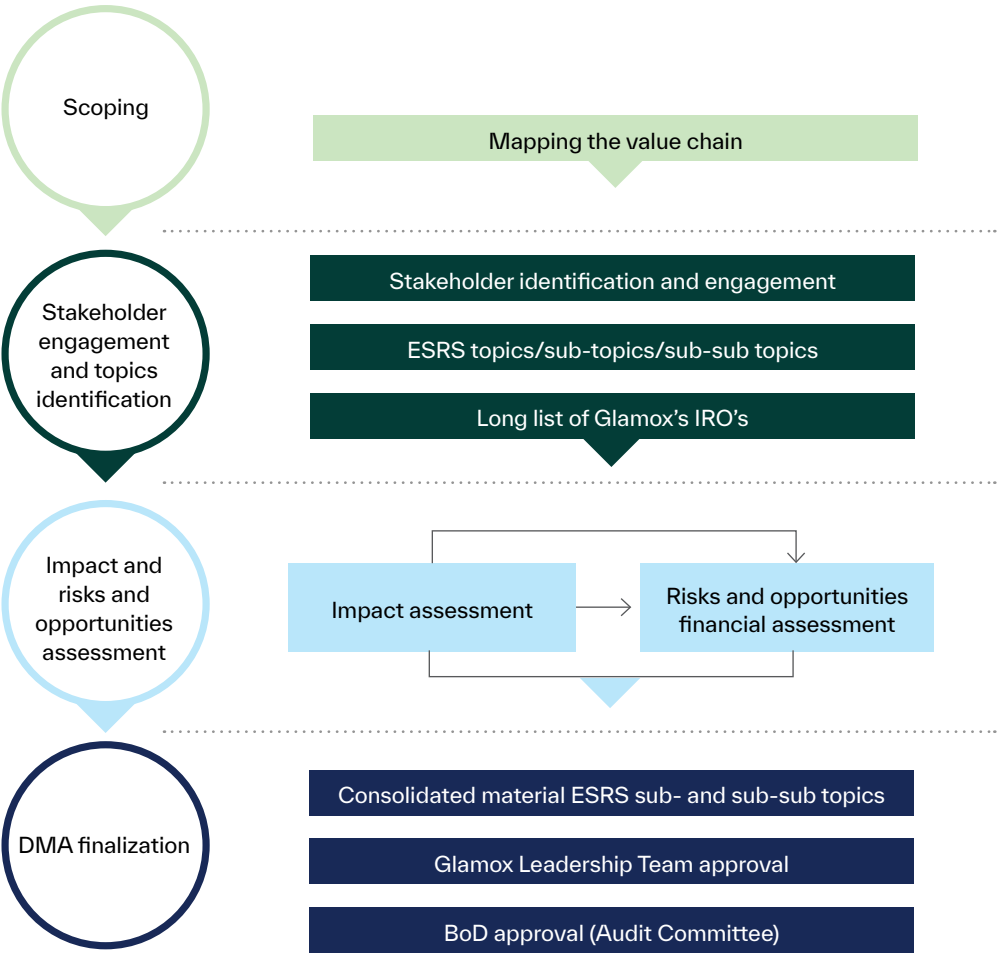 Scoping
Mapping the value chain
Stakeholder
engagement
and topics
identification
Stakeholder identification and engagement
ESRS topics/sub-topics/sub-sub topics
Long list of Glamox's IRO's
Impact and
risks and
opportunities
assessment
Impact assessment
Risks and opportunities
financial assessment
DMA finalization
Consolidated material ESRS sub- and sub-sub topics
Glamox Leadership Team approval
BoD approval (Audit Committee)